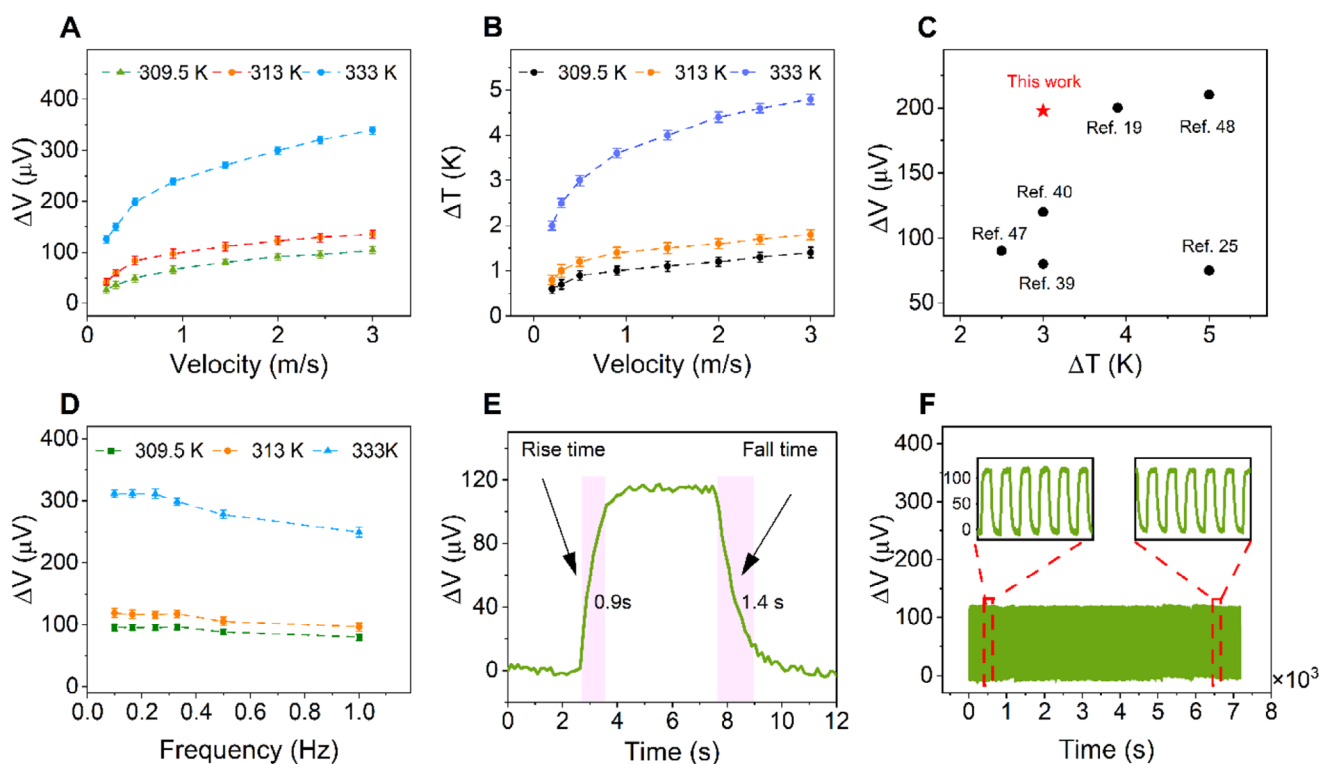 A
309.5 K 313 K 333 K
ΔV (μV)
400
300
200
100
0
0 1 2 3
Velocity (m/s)
B
309.5 K 313 K 333 K
ΔT (K)
5
4
3
2
1
0
0 1 2 3
Velocity (m/s)
C
ΔV (μV)
200
150
100
50
This work
Ref. 19
Ref. 48
Ref. 40
Ref. 47
Ref. 39
Ref. 25
2 3 4 5
ΔT (K)
D
309.5 K 313 K 333K
ΔV (μV)
400
300
200
100
0
0.0 0.2 0.4 0.6 0.8 1.0
Frequency (Hz)
E
Rise time
Fall time
ΔV (μV)
120
80
40
0
0.9s
1.4 s
0 2 4 6 8 10 12
Time (s)
F
ΔV (μV)
400
300
200
100
0
100
50
0
×10³
0 1 2 3 4 5 6 7 8
Time (s)